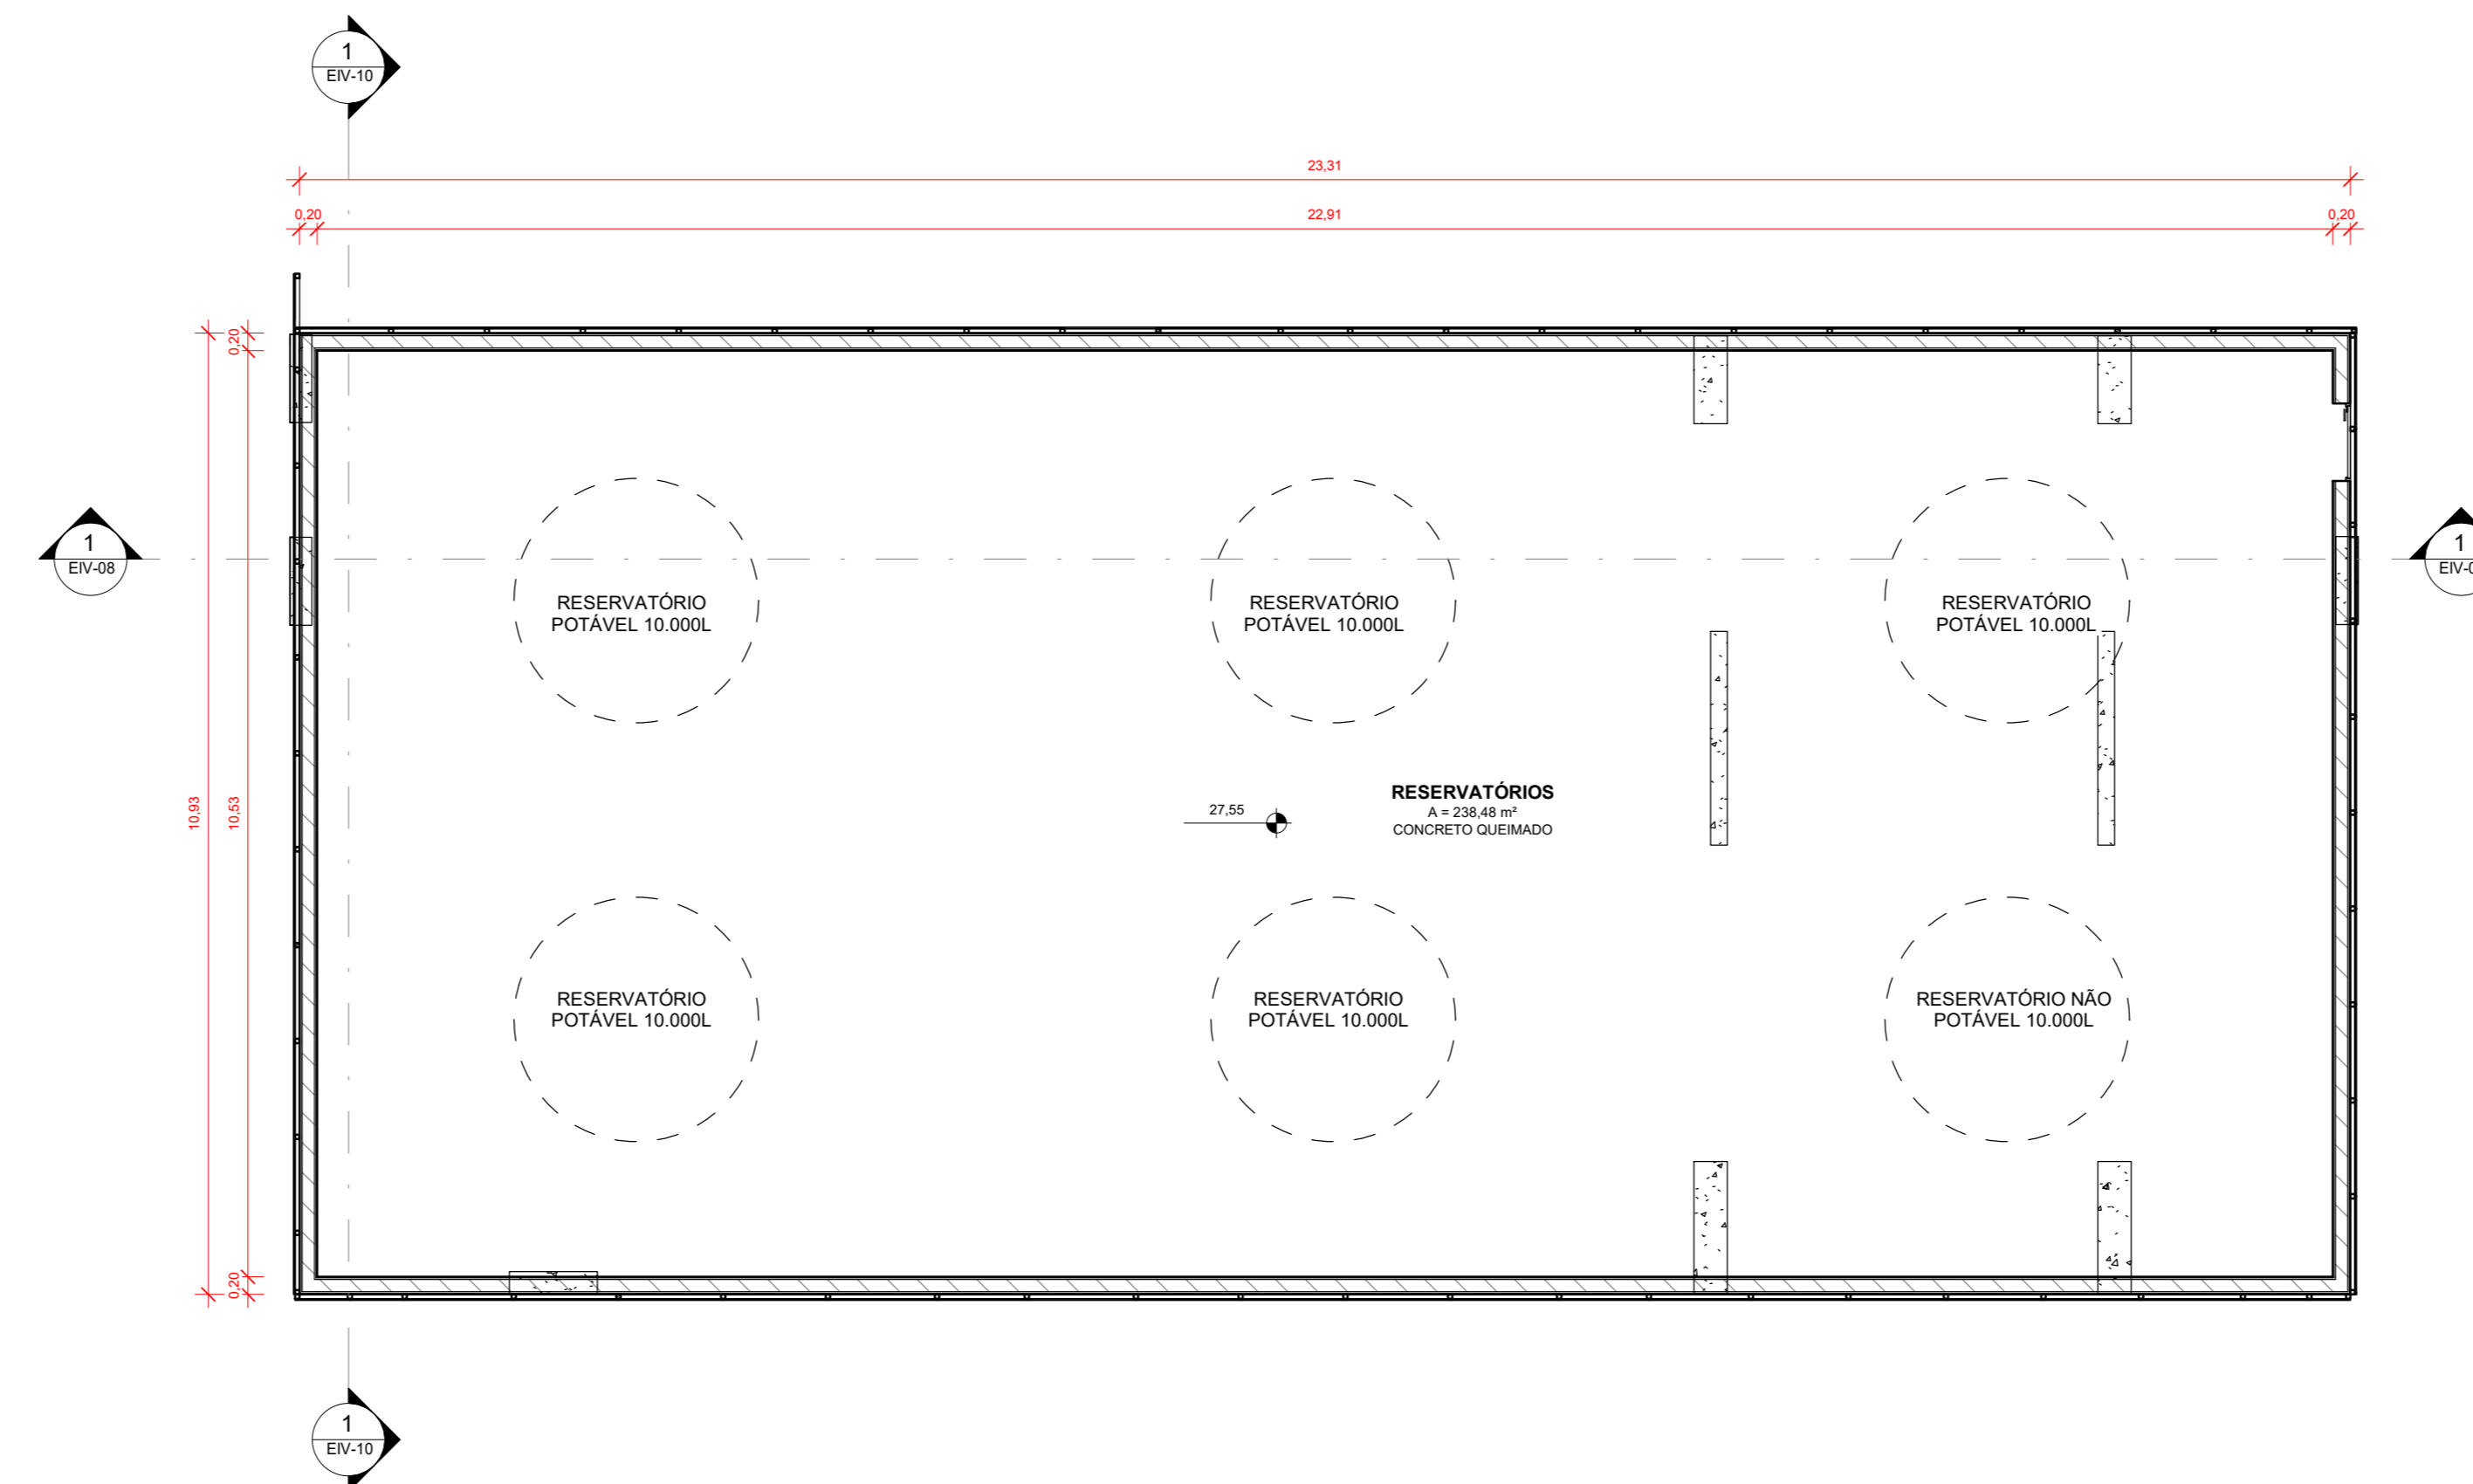 1
EIV-10
23,31
0,20
22,91
0,20
0,20
10,93
10,53
0,20
1
EIV-08
1
RESERVATÓRIO
POTÁVEL 10.000L
RESERVATÓRIO
POTÁVEL 10.000L
RESERVATÓRIO
POTÁVEL 10.000L
27,55
RESERVATÓRIOS
A = 238,48 m²
CONCRETO QUEIMADO
RESERVATÓRIO
POTÁVEL 10.000L
RESERVATÓRIO
POTÁVEL 10.000L
RESERVATÓRIO NÃO
POTÁVEL 10.000L
1
EIV-10